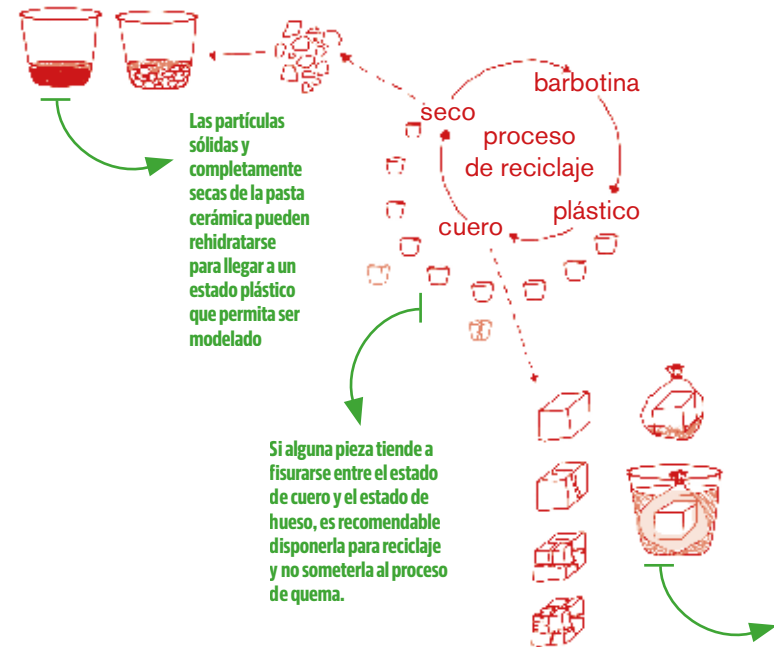 barbotina
seco
proceso
de reciclaje
plástico
cuero
Las partículas
sólidas y
completamente
secas de la pasta
cerámica pueden
rehidratarse
para llegar a un
estado plástico
que permita ser
modelado
Si alguna pieza tiende a
fisurarse entre el estado
de cuero y el estado de
hueso, es recomendable
disponerla para reciclaje
y no someterla al proceso
de quema.